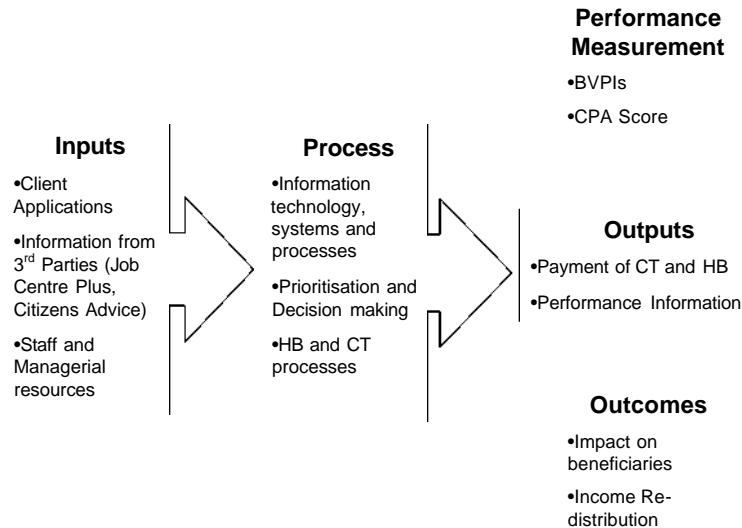 Inputs
•Client
Applications
•Information from
3rd Parties (Job
Centre Plus,
Citizens Advice)
•Staff and
Managerial
resources
Process
•Information
technology,
systems and
processes
•Prioritisation and
Decision making
•HB and CT
processes
Performance
Measurement
•BVPIs
•CPA Score
Outputs
•Payment of CT and HB
•Performance Information
Outcomes
•Impact on
beneficiaries
•Income Re-
distribution